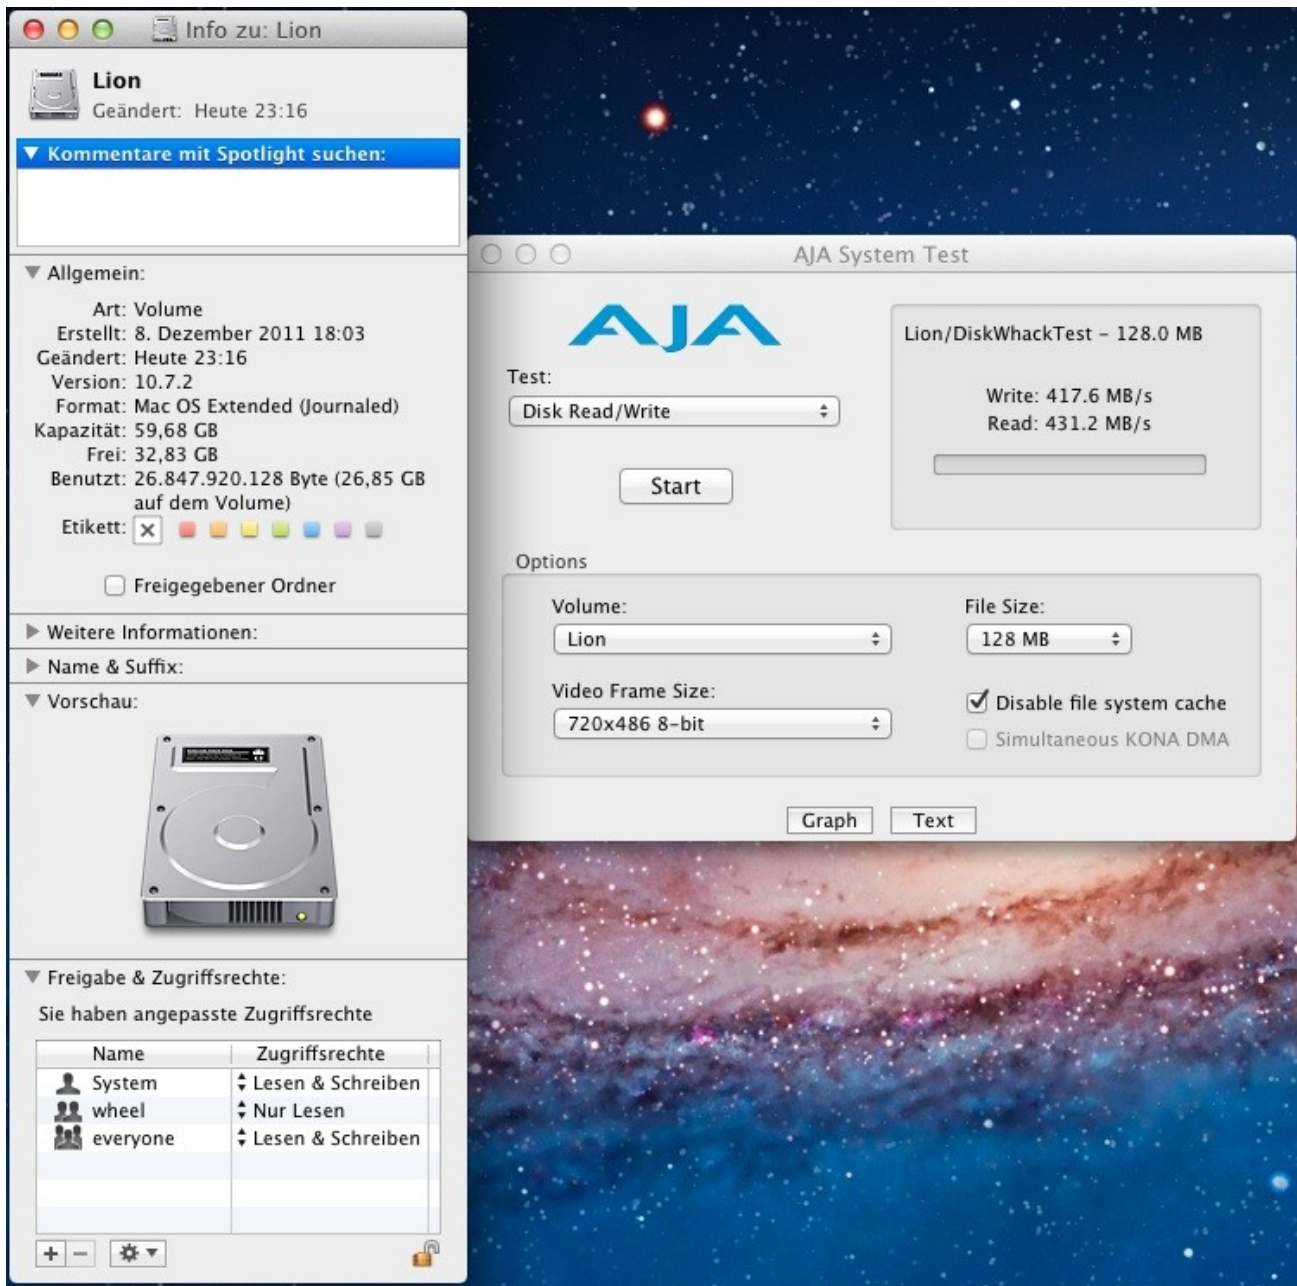 Info zu: Lion
Lion
Geändert: Heute 23:16
Kommentare mit Spotlight suchen:
Allgemein:
Art: Volume
Erstellt: 8. Dezember 2011 18:03
Geändert: Heute 23:16
Version: 10.7.2
Format: Mac OS Extended (Journaled)
Kapazität: 59,68 GB
Frei: 32,83 GB
Benutzt: 26.847.920.128 Byte (26,85 GB
auf dem Volume)
Etikett:
Freigegebener Ordner
Weitere Informationen:
Name & Suffix:
Vorschau:
Freigabe & Zugriffsrechte:
Sie haben angepasste Zugriffsrechte
Name Zugriffsrechte
System Lesen & Schreiben
wheel Nur Lesen
everyone Lesen & Schreiben
AJA System Test
AJA
Lion/DiskWhackTest - 128.0 MB
Write: 417.6 MB/s
Read: 431.2 MB/s
Test:
Disk Read/Write
Start
Options
Volume:
Lion
File Size:
128 MB
Video Frame Size:
720x486 8-bit
Disable file system cache
Simultaneous KONA DMA
Graph Text